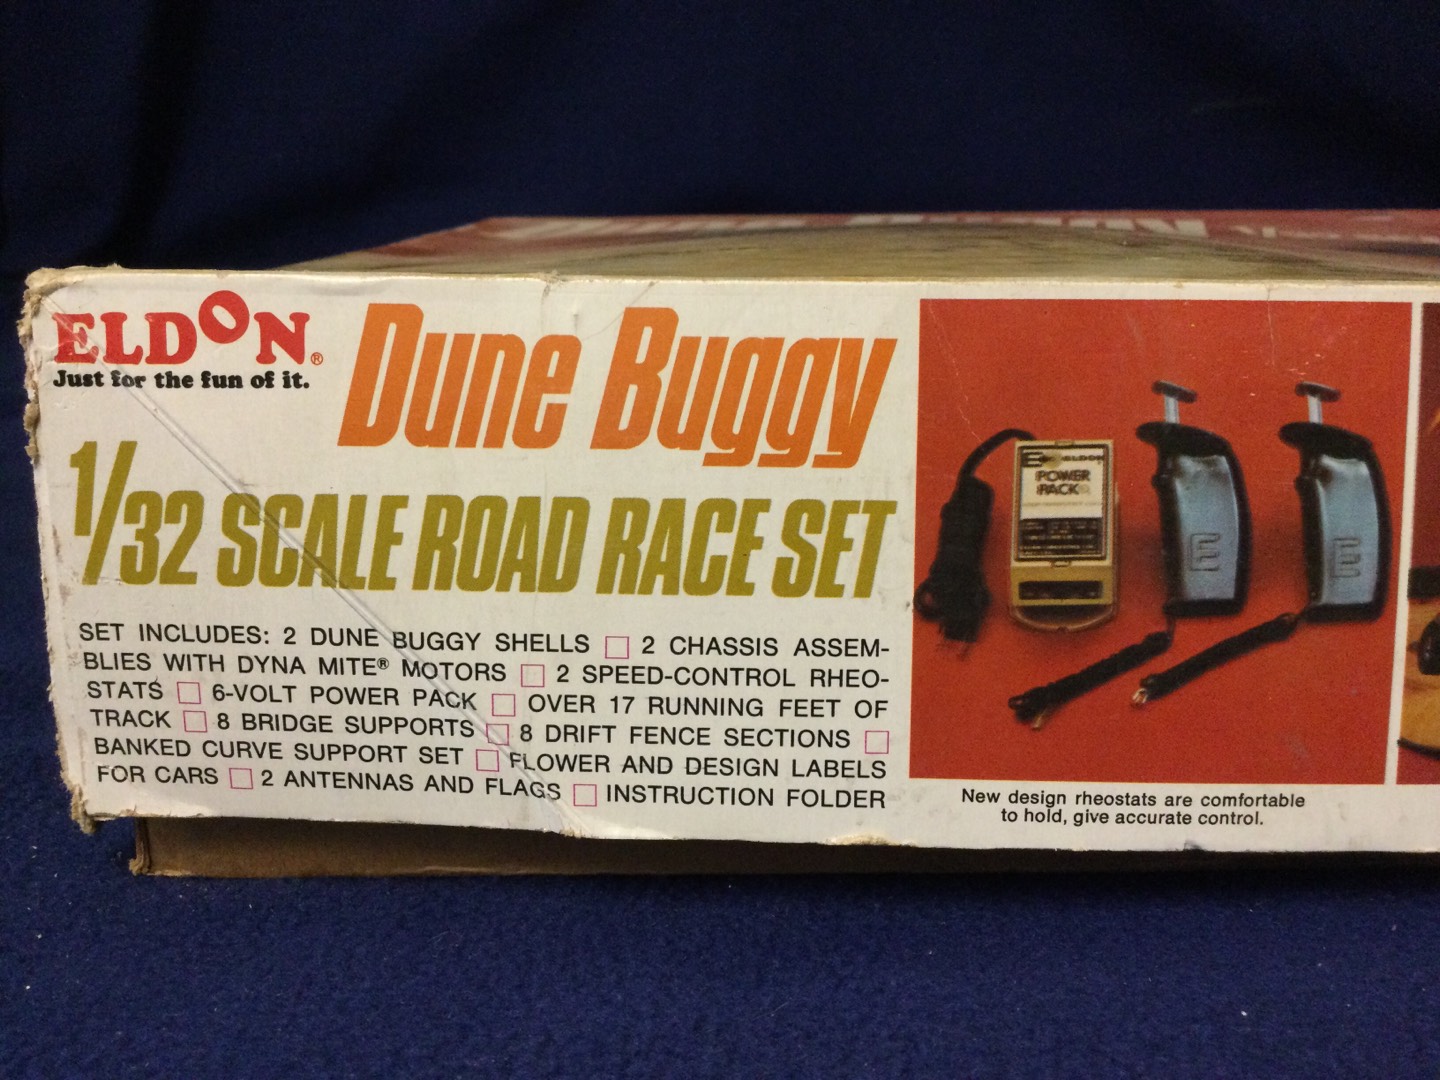 ELDON®
Just for the fun of it.
Dune Buggy
1/32 SCALE ROAD RACE SET
SET INCLUDES: 2 DUNE BUGGY SHELLS □ 2 CHASSIS ASSEM-
BLIES WITH DYNA MITE® MOTORS □ 2 SPEED-CONTROL RHEO-
STATS □ 6-VOLT POWER PACK □ OVER 17 RUNNING FEET OF
TRACK □ 8 BRIDGE SUPPORTS □ 8 DRIFT FENCE SECTIONS □
BANKED CURVE SUPPORT SET □ FLOWER AND DESIGN LABELS
FOR CARS □ 2 ANTENNAS AND FLAGS □ INSTRUCTION FOLDER
E ELDON
POWER
PACK
E
E
New design rheostats are comfortable
to hold, give accurate control.